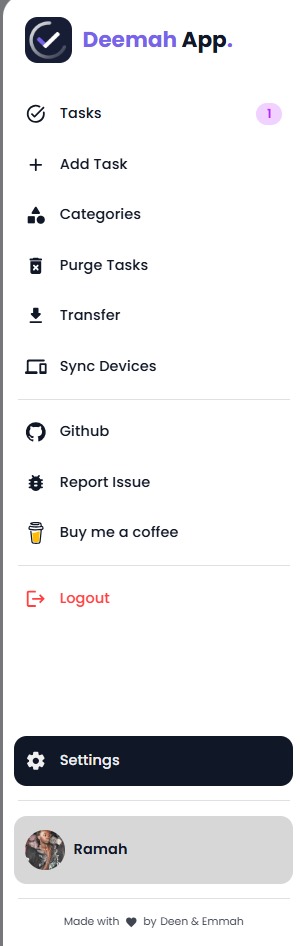 Deemah App.
Tasks 1
Add Task
Categories
Purge Tasks
Transfer
Sync Devices
Github
Report Issue
Buy me a coffee
Logout
Settings
Ramah
Made with by Deen & Emmah